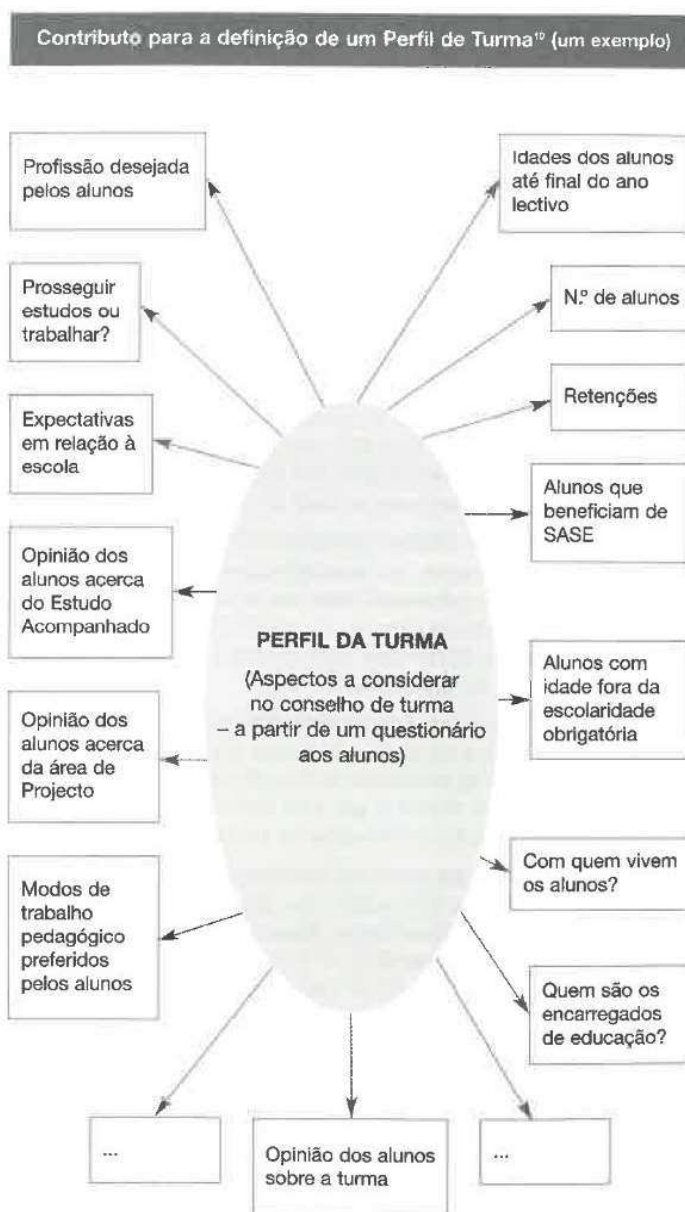 Contributo para a definição de um Perfil de Turma¹⁰ (um exemplo)
Profissão desejada
pelos alunos
Idades dos alunos
até final do ano
lectivo
Prosseguir
estudos ou
trabalhar?
N.º de alunos
Expectativas
em relação à
escola
Retenções
Alunos que
beneficiam de
SASE
Opinião dos
alunos acerca
do Estudo
Acompanhado
PERFIL DA TURMA
(Aspectos a considerar
no conselho de turma
– a partir de um questionário
aos alunos)
Alunos com
idade fora da
escolaridade
obrigatória
Opinião dos
alunos acerca
da área de
Projecto
Com quem vivem
os alunos?
Modos de
trabalho
pedagógico
preferidos
pelos alunos
Quem são os
encarregados
de educação?
...
Opinião dos alunos
sobre a turma
...